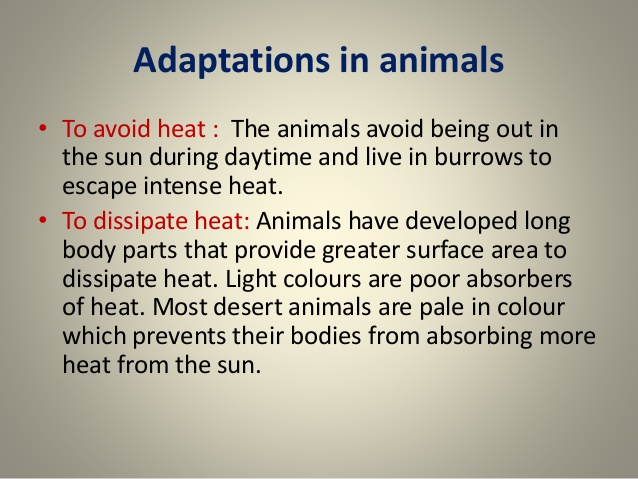 Adaptations in animals
• To avoid heat : The animals avoid being out in
the sun during daytime and live in burrows to
escape intense heat.
• To dissipate heat: Animals have developed long
body parts that provide greater surface area to
dissipate heat. Light colours are poor absorbers
of heat. Most desert animals are pale in colour
which prevents their bodies from absorbing more
heat from the sun.